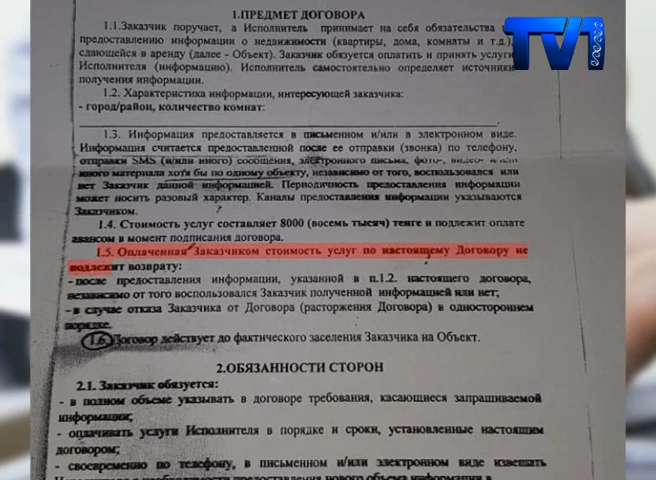 1.ПРЕДМЕТ ДОГОВОРА
1.1.Заказчик поручает, а Исполнитель принимает на себя обязательства
предоставлению информации о недвижимости (квартиры, дома, комнаты и т.д.),
сдающейся в аренду (далее - Объект). Заказчик обязуется оплатить и принять услуги
Исполнителя (информацию). Исполнитель самостоятельно определяет источники
получения информации.
TV1
1.2. Характеристика информации, интересующей заказчика:
- город/район, количество комнат:
1.3. Информация предоставляется в письменном и/или в электронном виде.
Информация считается предоставленной после ее отправки (звонка) по телефону,
отправки SMS (и/или иного) сообщения, электронного письма, фото-, видео- и/или
иного материала хотя бы по одному объекту, независимо от того, воспользовался или
нет Заказчик данной информацией. Периодичность предоставления информации
может носить разовый характер. Каналы предоставления информации указываются
Заказчиком.
1.4. Стоимость услуг составляет 8000 (восемь тысяч) тенге и подлежит оплате
авансом в момент подписания договора.
1.5. Оплаченная Заказчиком стоимость услуг по настоящему Договору не
подлежит возврату:
- после предоставления информации, указанной в п.1.2. настоящего договора,
независимо от того воспользовался Заказчик полученной информацией или нет;
- в случае отказа Заказчика от Договора (расторжения Договора) в одностороннем
порядке.
1.6. Договор действует до фактического заселения Заказчика на Объект.
2.ОБЯЗАННОСТИ СТОРОН
2.1. Заказчик обязуется:
- в полном объеме указывать в договоре требования, касающиеся запрашиваемой
информации;
- оплачивать услуги Исполнителя в порядке и сроки, установленные настоящим
договором;
- своевременно по телефону, в письменном и/или электронном виде извещать
предоставления нового объема информации в